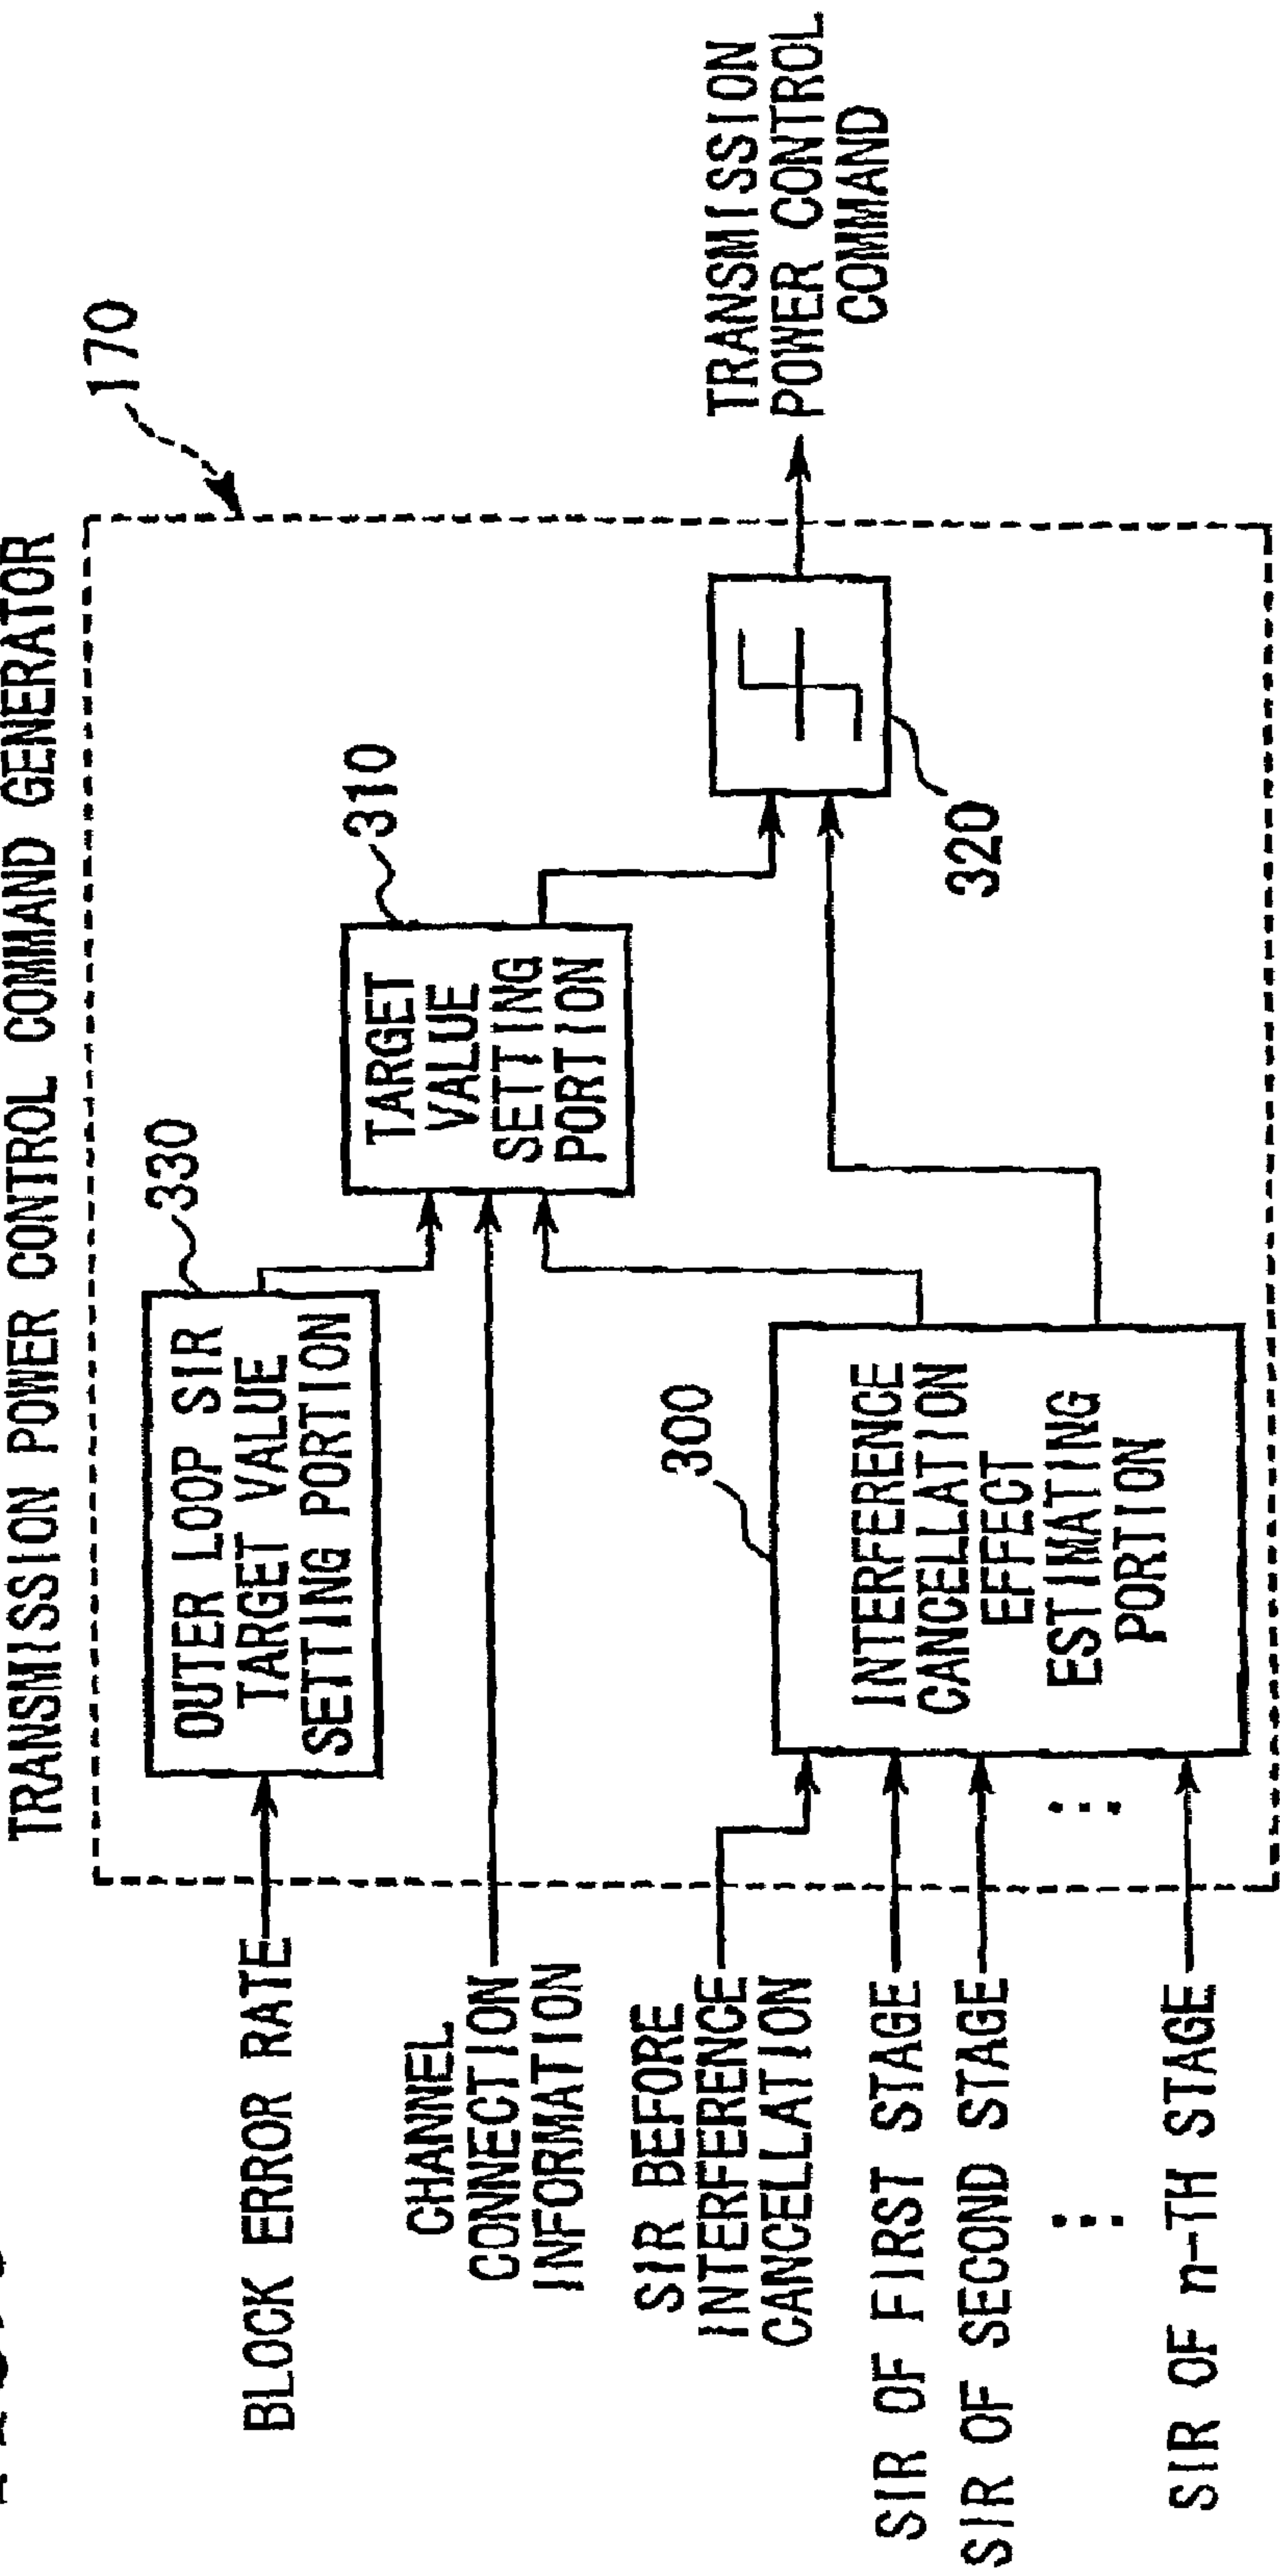 TRANSMISSION POWER CONTROL COMMAND GENERATOR
170
BLOCK ERROR RATE
OUTER LOOP SIR
TARGET VALUE
SETTING PORTION
330
CHANNEL
CONNECTION
INFORMATION
TARGET
VALUE
SETTING
PORTION
310
SIR BEFORE
INTERFERENCE
CANCELLATION
SIR OF FIRST STAGE
SIR OF SECOND STAGE
SIR OF n-TH STAGE
300
INTERFERENCE
CANCELLATION
EFFECT
ESTIMATING
PORTION
320
TRANSMISSION
POWER CONTROL
COMMAND